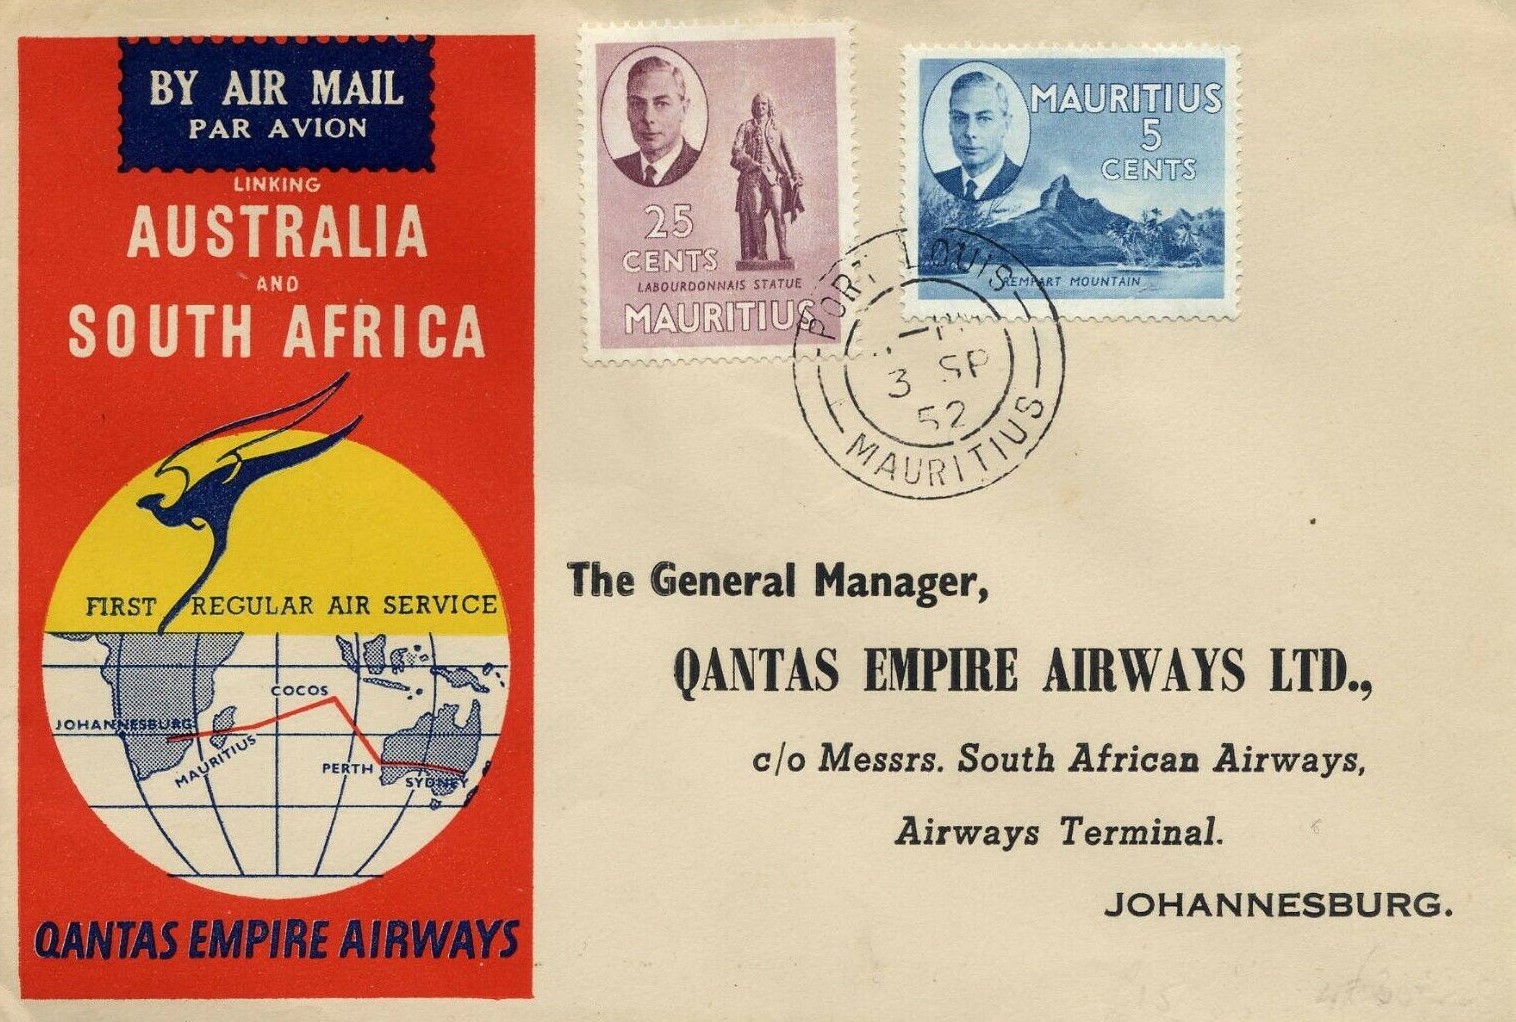 BY AIR MAIL
PAR AVION
LINKING
AUSTRALIA
AND
SOUTH AFRICA
FIRST REGULAR AIR SERVICE
COCOS
JOHANNESBURG
MAURITIUS
PERTH
SYDNEY
QANTAS EMPIRE AIRWAYS
25
CENTS
LABOURDONNAIS STATUE
MAURITIUS
MAURITIUS
5
CENTS
REMPART MOUNTAIN
PORT LOUIS
3 SP
52
MAURITIUS
The General Manager,
QANTAS EMPIRE AIRWAYS LTD.,
c/o Messrs. South African Airways,
Airways Terminal.
JOHANNESBURG.